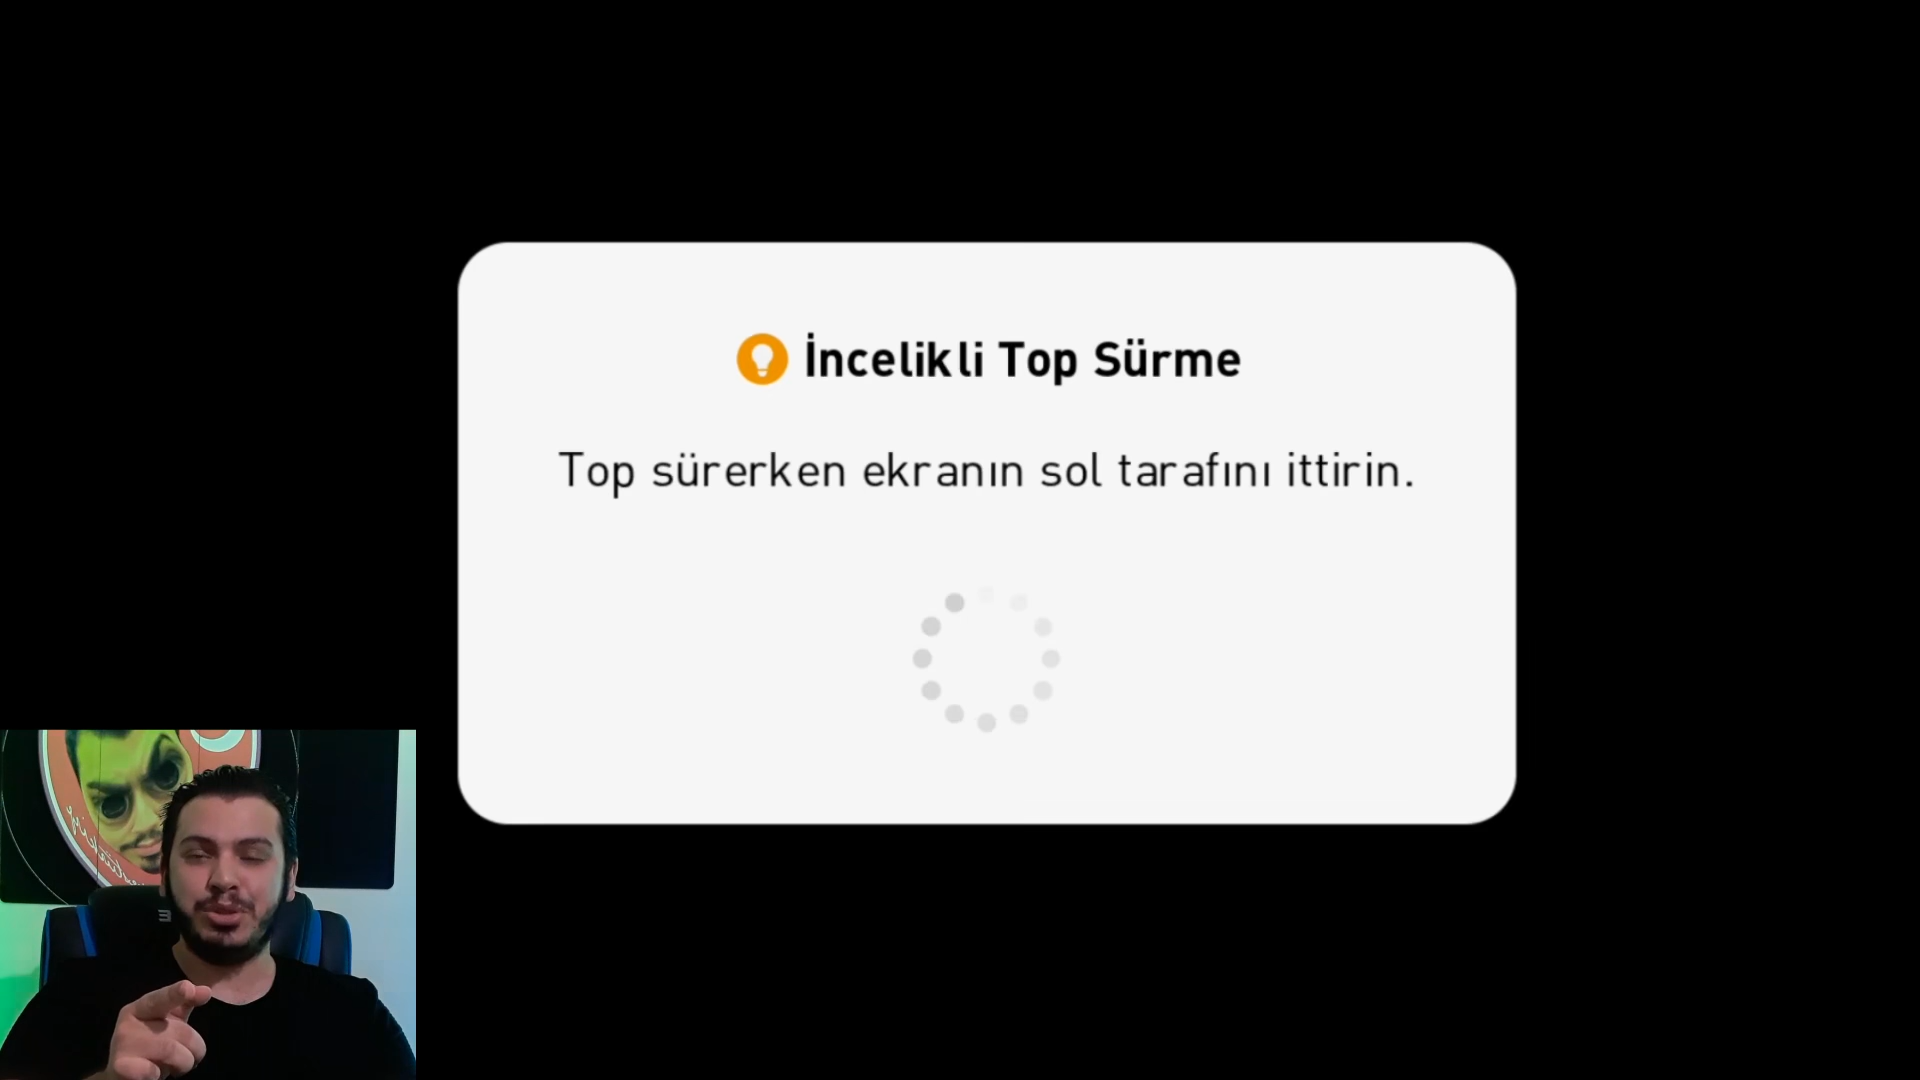 İncelikli Top Sürme
Top sürerken ekranın sol tarafını ittirin.